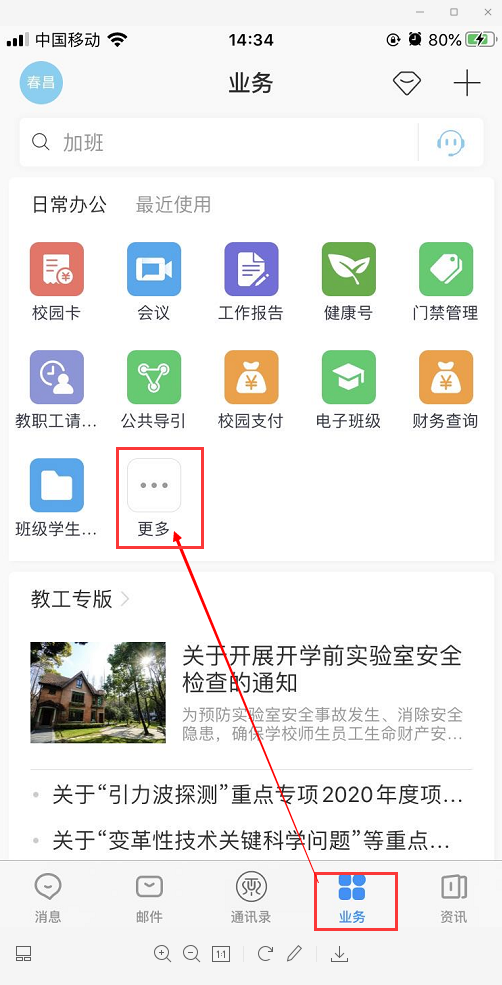 中国移动 14:34 80%
春昌 业务
加班
日常办公 最近使用
校园卡 会议 工作报告 健康号 门禁管理
教职工请... 公共导引 校园支付 电子班级 财务查询
班级学生... 更多
教工专版
关于开展开学前实验室安全
检查的通知
为预防实验室安全事故发生、消除安全
隐患，确保学校师生员工生命财产安...
关于“引力波探测”重点专项2020年度项...
关于“变革性技术关键科学问题”等重点...
消息 邮件 通讯录 业务 资讯
1:1